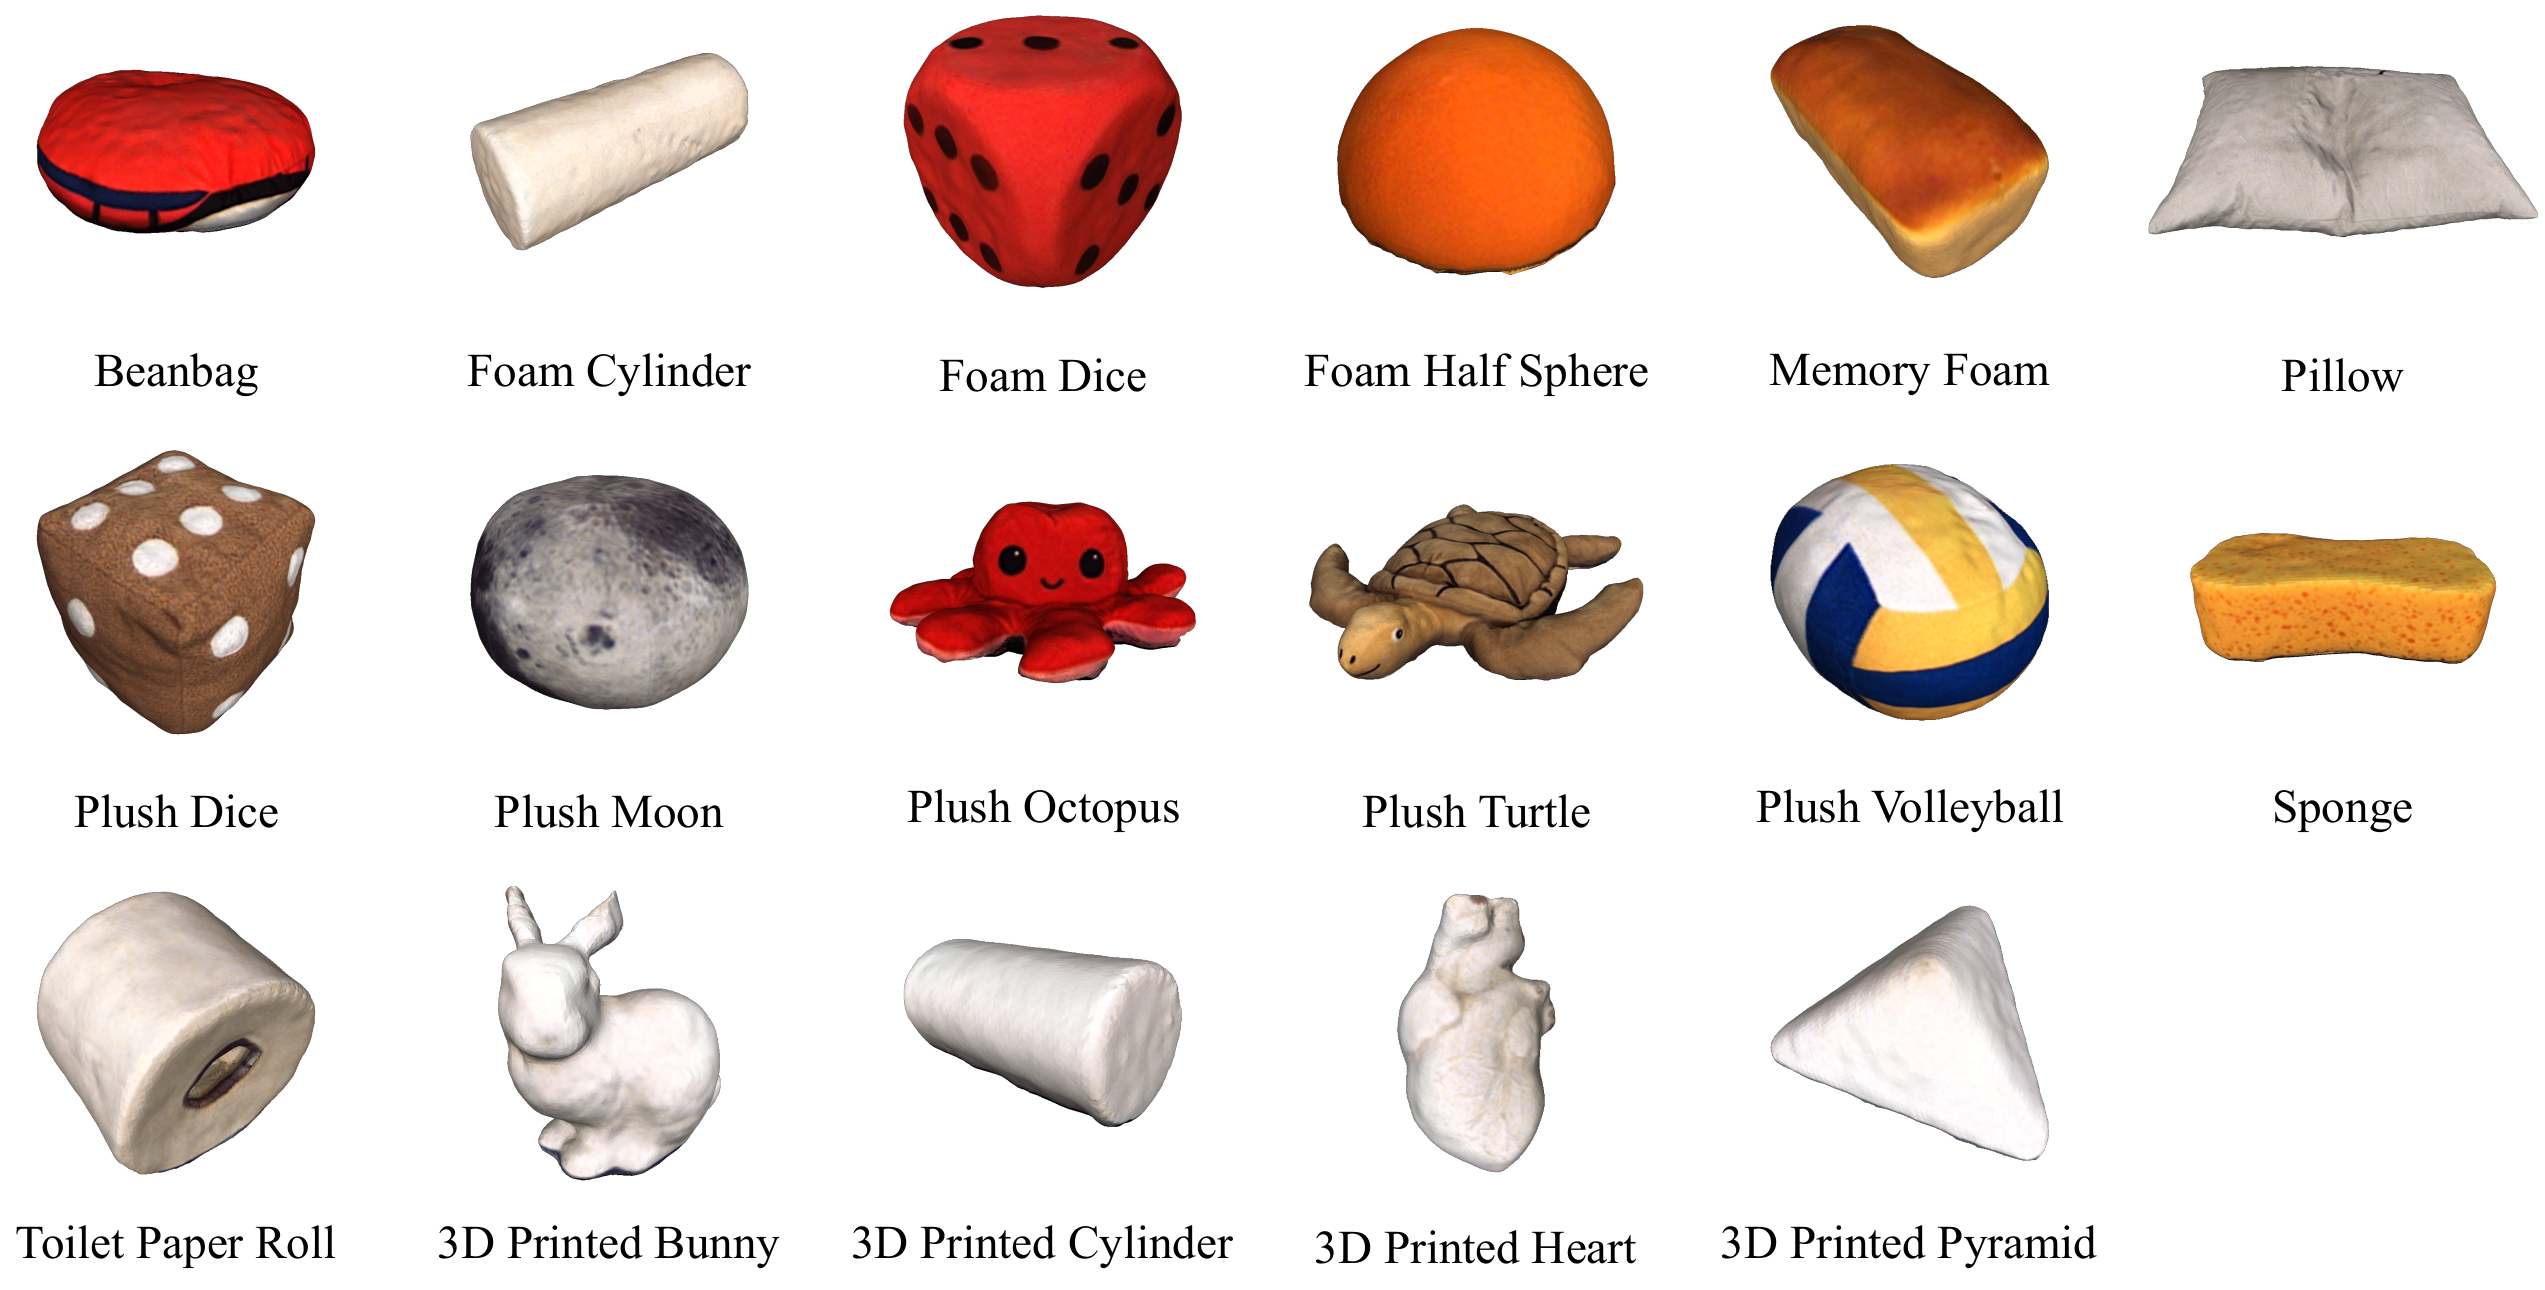 Beanbag
Foam Cylinder
Foam Dice
Foam Half Sphere
Memory Foam
Pillow
Plush Dice
Plush Moon
Plush Octopus
Plush Turtle
Plush Volleyball
Sponge
Toilet Paper Roll
3D Printed Bunny
3D Printed Cylinder
3D Printed Heart
3D Printed Pyramid